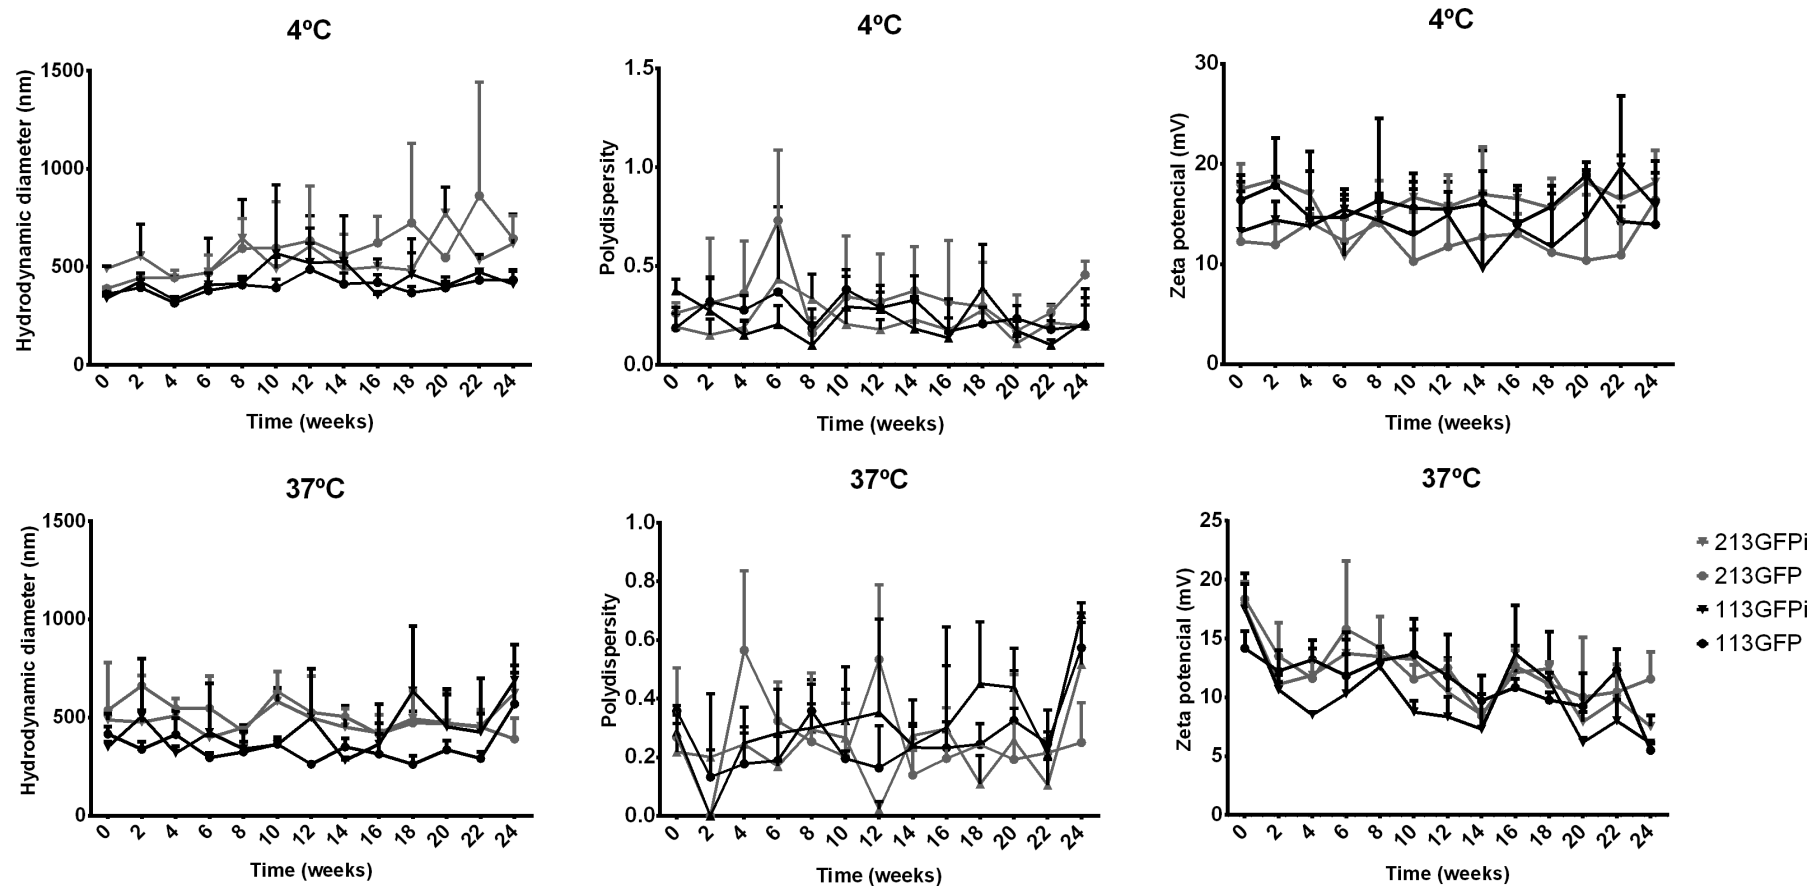 4ºC
Hyrodynamic diameter (nm)
1500
1000
500
0
0 2 4 6 8 10 12 14 16 18 20 22 24
Time (weeks)
4ºC
Polydispersity
1.5
1.0
0.5
0.0
0 2 4 6 8 10 12 14 16 18 20 22 24
Time (weeks)
4ºC
Zeta potencial (mV)
30
20
10
0
0 2 4 6 8 10 12 14 16 18 20 22 24
Time (weeks)
37ºC
Hydrodynamic diameter (nm)
1500
1000
500
0
0 2 4 6 8 10 12 14 16 18 20 22 24
Time (weeks)
37ºC
Polydispersity
1.0
0.8
0.6
0.4
0.2
0.0
0 2 4 6 8 10 12 14 16 18 20 22 24
Time (weeks)
37ºC
Zeta potencial (mV)
25
20
15
10
5
0
0 2 4 6 8 10 12 14 16 18 20 22 24
Time (weeks)
213GFPi
213GFP
113GFPi
113GFP